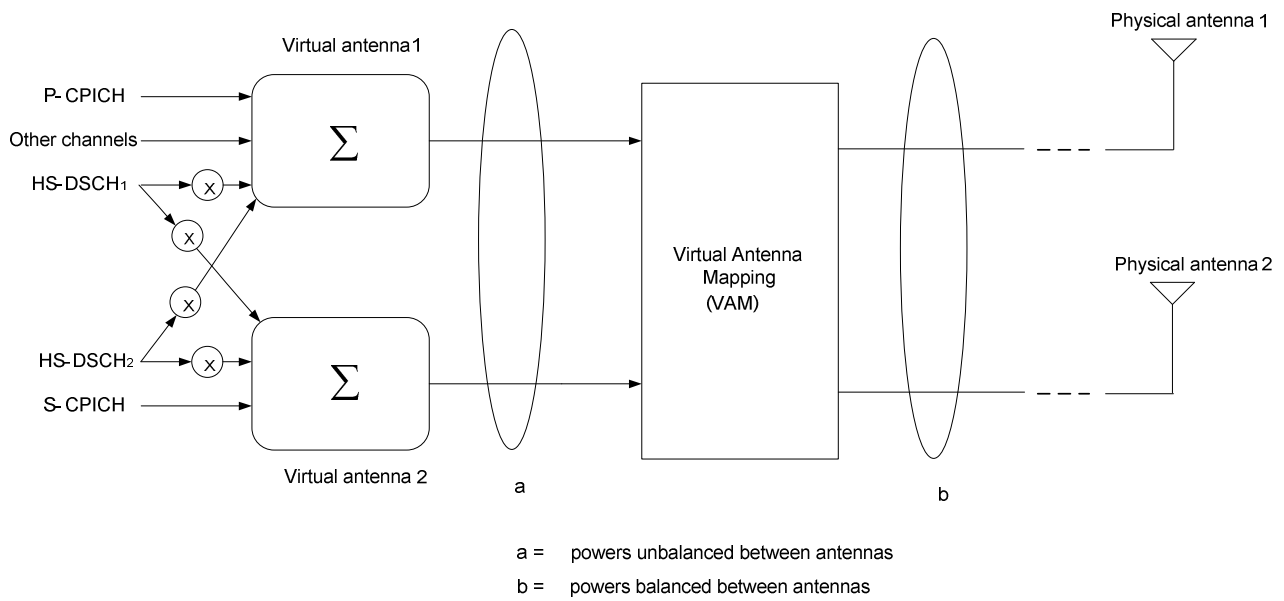 Physical antenna 1
Virtual antenna 1
P-CPICH
Other channels
Σ
HS-DSCH1
X
X
Physical antenna 2
Virtual Antenna
Mapping
(VAM)
X
HS-DSCH2
X
Σ
S-CPICH
Virtual antenna 2
a
b
a = powers unbalanced between antennas
b = powers balanced between antennas